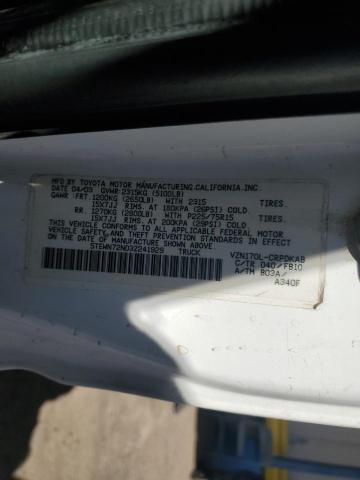 MFD BY TOYOTA MOTOR MANUFACTURING,CALIFORNIA,INC.
DATE 04/03 GVWR:2315KG (5100LB)
GAWR: FRT.1200KG (2650LB) WITH 2315 TIRES
15X7JJ RIMS. AT 180KPA (26PSI) COLD.
RR. 1270KG (2800LB) WITH P225/75R15 TIRES
15X7JJ RIMS. AT 200KPA (29PSI) COLD.
THIS VEHICLE CONFORMS TO ALL APPLICABLE FEDERAL MOTOR
VEHICLE SAFETY AND THEFT PREVENTION STANDARDS IN
EFFECT ON THE DATE OF MANUFACTURE SHOWN ABOVE.
5TEWN72N03Z241929 TRUCK VZN170L-CRPDKAB
C/TR 040/FB10
A/TM B03A/
A340F